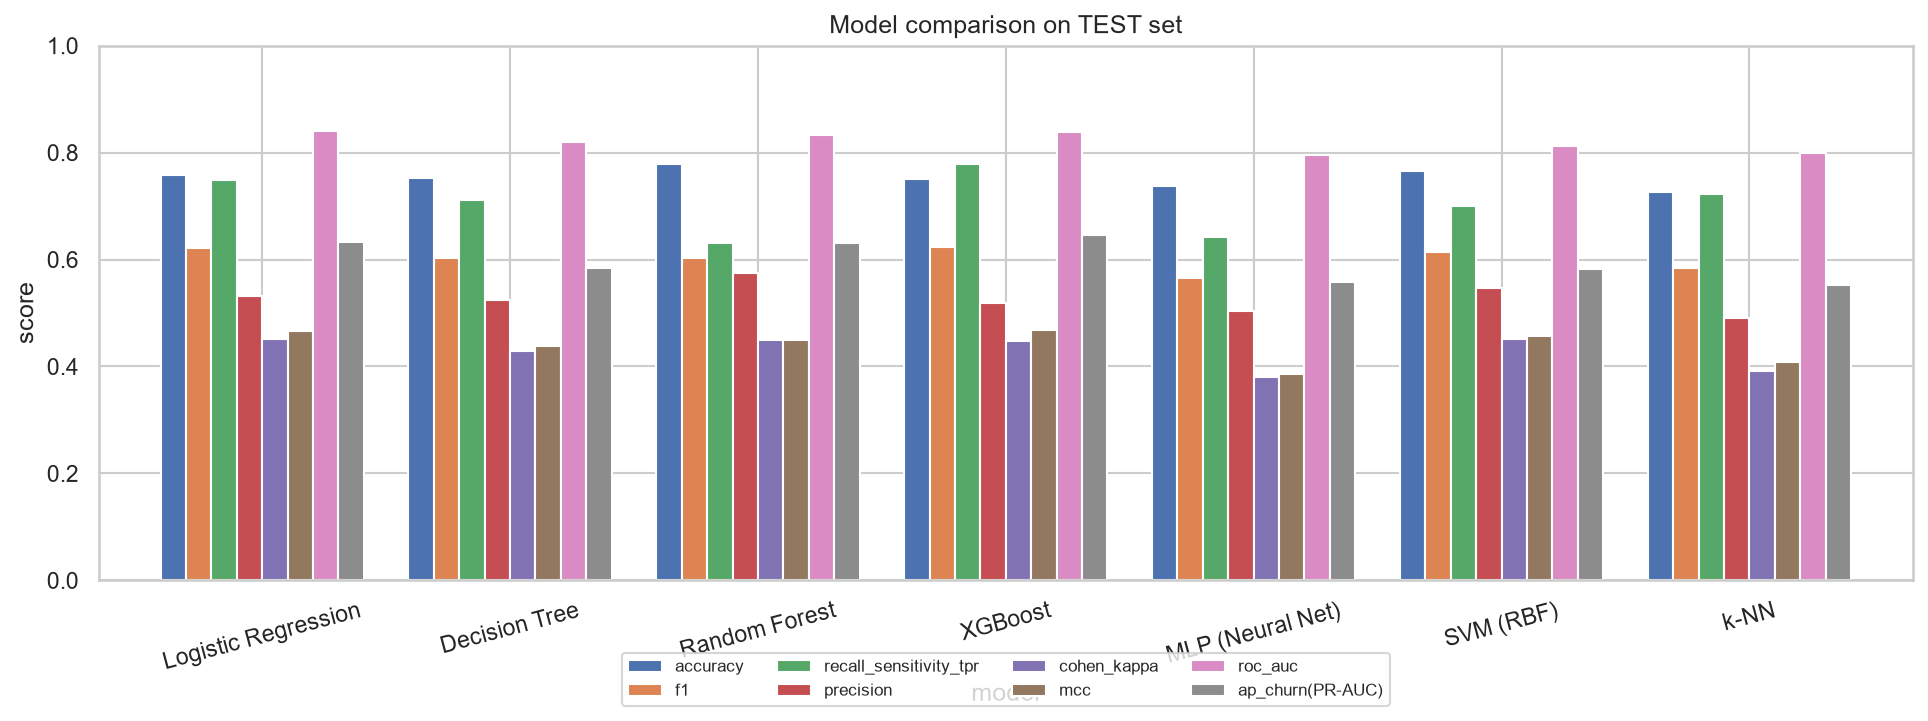 Model comparison on TEST set
score
1.0
0.8
0.6
0.4
0.2
0.0
Logistic Regression
Decision Tree
Random Forest
XGBoost
MLP (Neural Net)
SVM (RBF)
k-NN
model
accuracy
f1
recall_sensitivity_tpr
precision
cohen_kappa
mcc
roc_auc
ap_churn(PR-AUC)